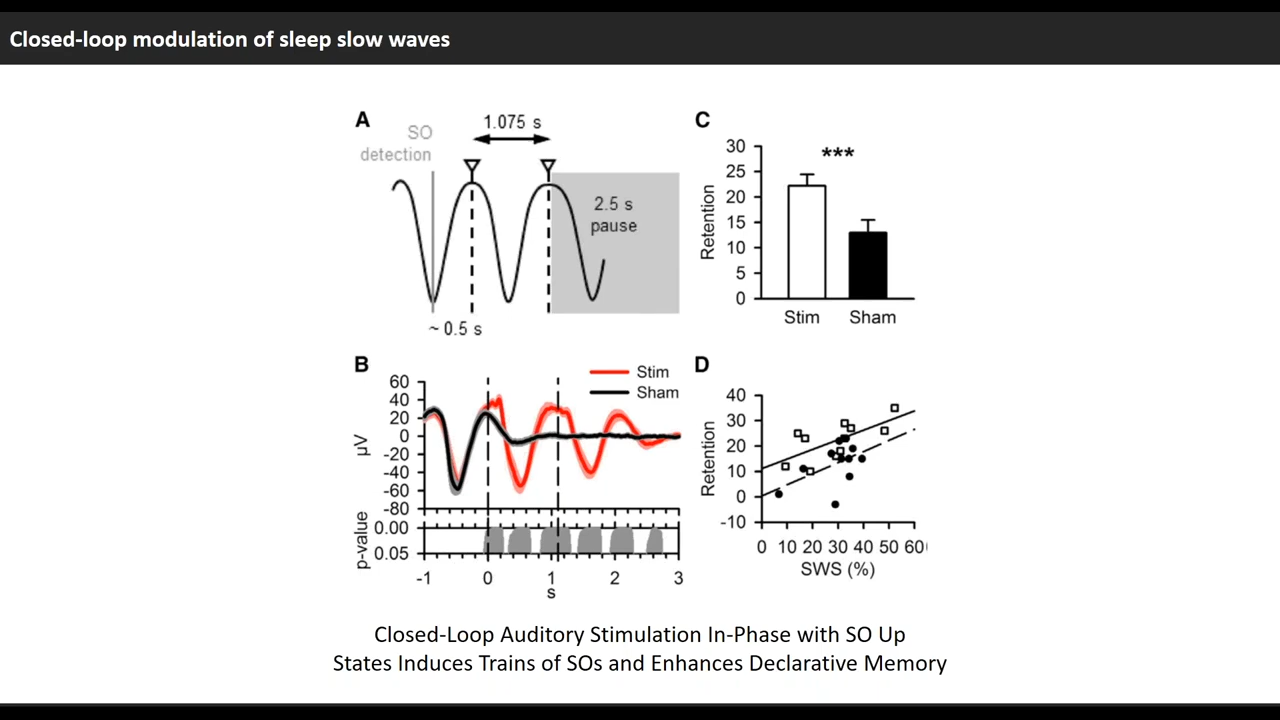 Closed-loop modulation of sleep slow waves
A
SO
detection
1.075 s
2.5 s
pause
~ 0.5 s
C
Retention
30
25
20
15
10
5
0
***
Stim
Sham
B
Stim
Sham
µV
60
40
20
0
-20
-40
-60
-80
p-value
0.00
0.05
-1 0 1 2 3
s
D
Retention
40
30
20
10
0
-10
0 10 20 30 40 50 60
SWS (%)
Closed-Loop Auditory Stimulation In-Phase with SO Up
States Induces Trains of SOs and Enhances Declarative Memory